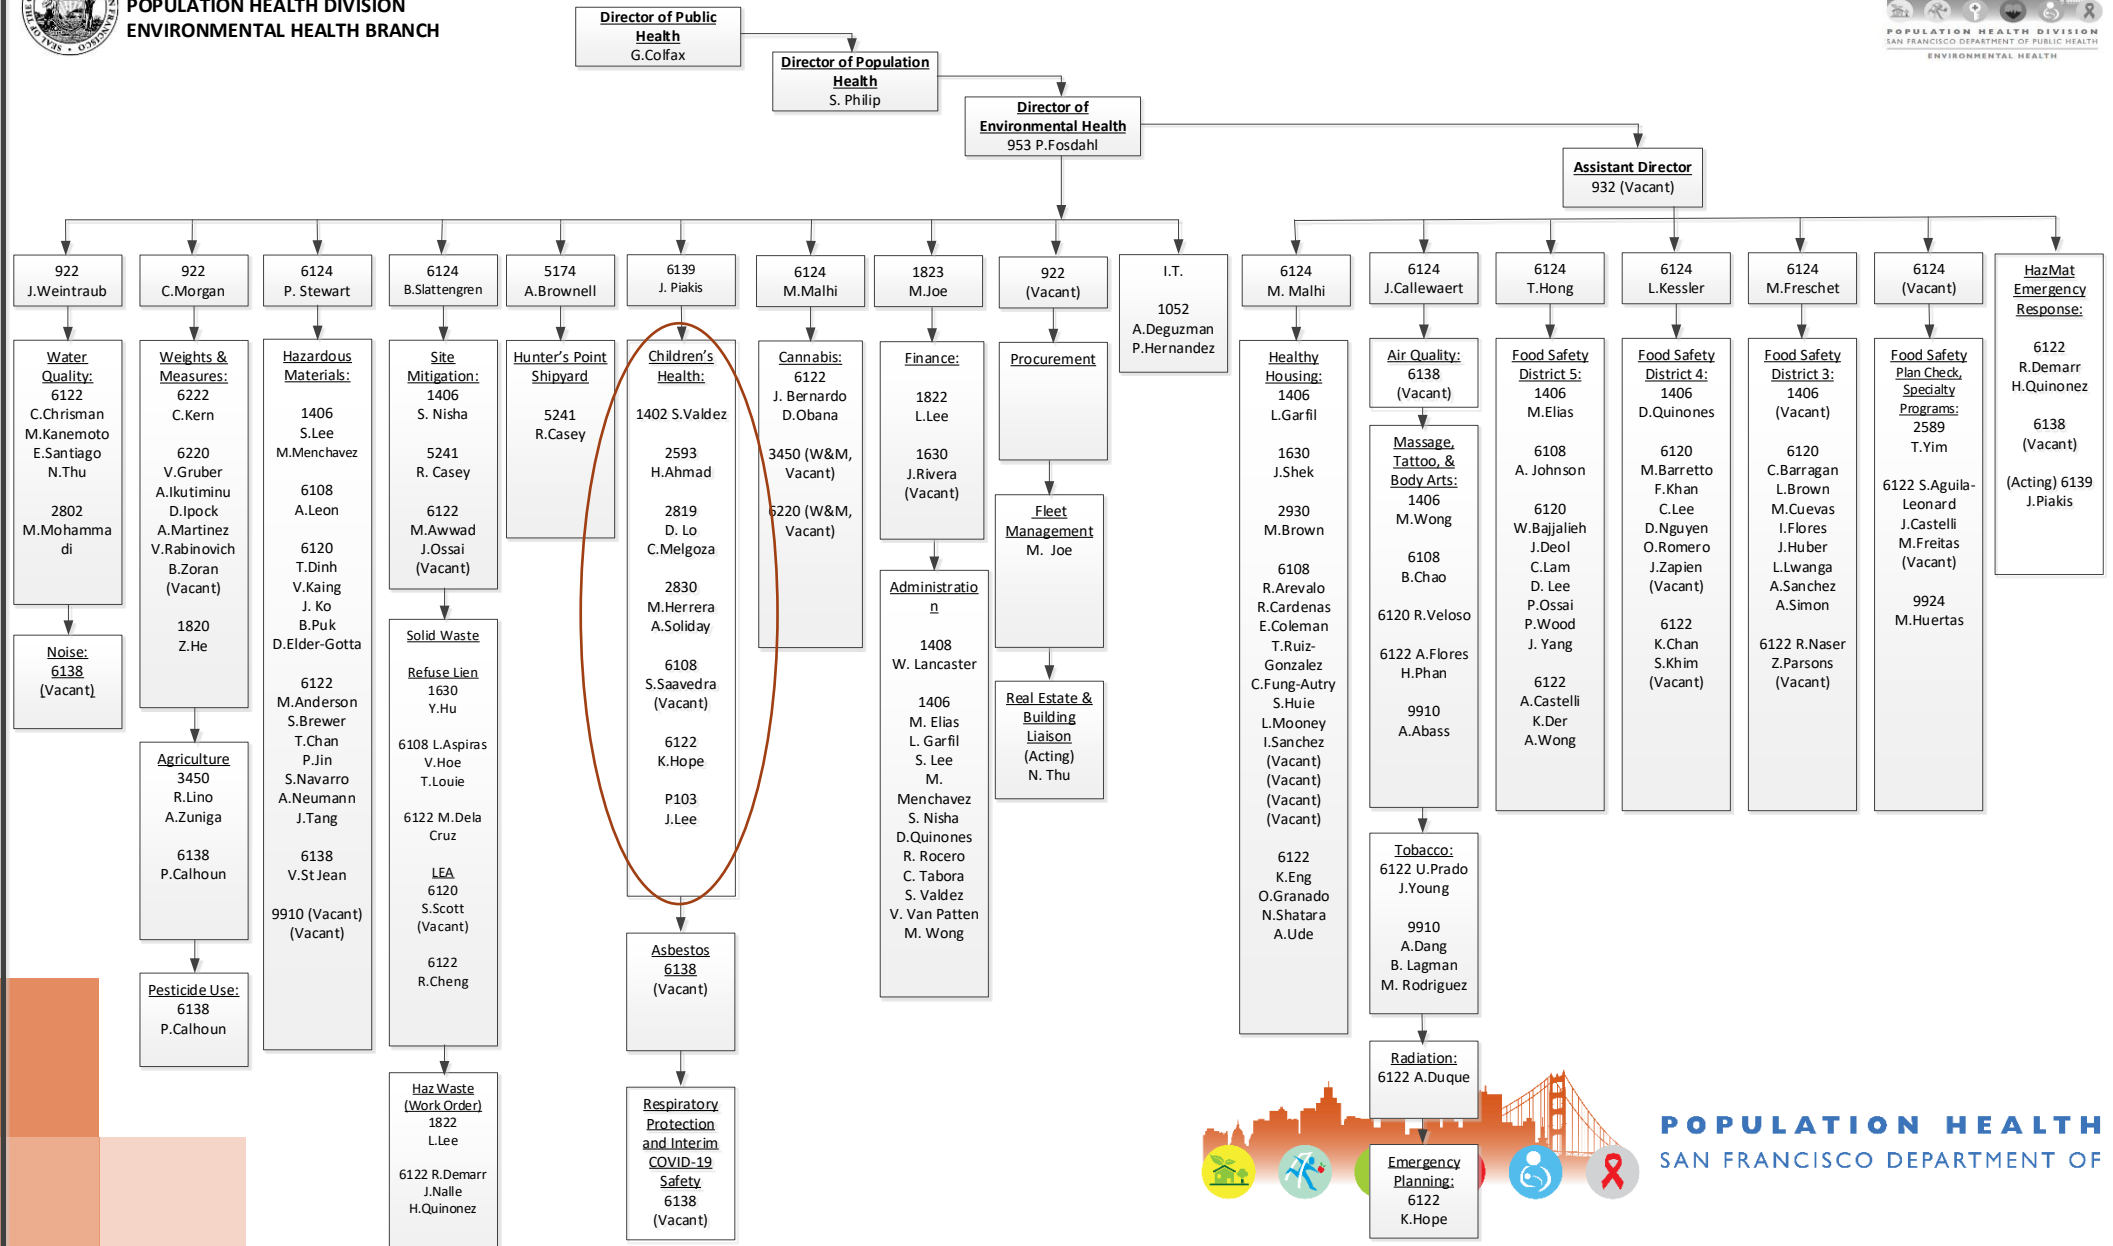 POPULATION HEALTH DIVISION
ENVIRONMENTAL HEALTH BRANCH
SEAL OF THE
FRANCISCO
POPULATION HEALTH DIVISION
SAN FRANCISCO DEPARTMENT OF PUBLIC HEALTH
ENVIRONMENTAL HEALTH
Director of Public
Health
G.Colfax
Director of Population
Health
S. Philip
Director of
Environmental Health
953 P.Fosdahl
Assistant Director
932 (Vacant)
922
J.Weintraub
Water
Quality:
6122
C.Chrisman
M.Kanemoto
E.Santiago
N.Thu
2802
M.Mohamma
di
Noise:
6138
(Vacant)
922
C.Morgan
Weights &
Measures:
6222
C.Kern
6220
V.Gruber
A.Ikutiminu
D.Ipock
A.Martinez
V.Rabinovich
B.Zoran
(Vacant)
1820
Z.He
Agriculture
3450
R.Lino
A.Zuniga
6138
P.Calhoun
Pesticide Use:
6138
P.Calhoun
6124
P. Stewart
Hazardous
Materials:
1406
S.Lee
M.Menchavez
6108
A.Leon
6120
T.Dinh
V.Kaing
J. Ko
B.Puk
D.Elder-Gotta
6122
M.Anderson
S.Brewer
T.Chan
P.Jin
S.Navarro
A.Neumann
J.Tang
6138
V.St Jean
9910 (Vacant)
(Vacant)
6124
B.Slattengren
Site
Mitigation:
1406
S. Nisha
5241
R. Casey
6122
M.Awwad
J.Ossai
(Vacant)
Solid Waste
Refuse Lien
1630
Y.Hu
6108 L.Aspiras
V.Hoe
T.Louie
6122 M.Dela
Cruz
LEA
6120
S.Scott
(Vacant)
6122
R.Cheng
Haz Waste
(Work Order)
1822
L.Lee
6122 R.Demarr
J.Nalle
H.Quinonez
5174
A.Brownell
Hunter's Point
Shipyard
5241
R.Casey
6139
J. Piakis
Children's
Health:
1402 S.Valdez
2593
H.Ahmad
2819
D. Lo
C.Melgoza
2830
M.Herrera
A.Soliday
6108
S.Saavedra
(Vacant)
6122
K.Hope
P103
J.Lee
Asbestos
6138
(Vacant)
Respiratory
Protection
and Interim
COVID-19
Safety
6138
(Vacant)
6124
M.Malhi
Cannabis:
6122
J. Bernardo
D.Obana
3450 (W&M,
Vacant)
6220 (W&M,
Vacant)
1823
M.Joe
Finance:
1822
L.Lee
1630
J.Rivera
(Vacant)
Administratio
n
1408
W. Lancaster
1406
M. Elias
L. Garfil
S. Lee
M.
Menchavez
S. Nisha
D.Quinones
R. Rocero
C. Tabora
S. Valdez
V. Van Patten
M. Wong
922
(Vacant)
Procurement
Fleet
Management
M. Joe
Real Estate &
Building
Liaison
(Acting)
N. Thu
I.T.
1052
A.Deguzman
P.Hernandez
6124
M. Malhi
Healthy
Housing:
1406
L.Garfil
1630
J.Shek
2930
M.Brown
6108
R.Arevalo
R.Cardenas
E.Coleman
T.Ruiz-
Gonzalez
C.Fung-Autry
S.Huie
L.Mooney
I.Sanchez
(Vacant)
(Vacant)
(Vacant)
(Vacant)
6122
K.Eng
O.Granado
N.Shatara
A.Ude
6124
J.Callewaert
Air Quality:
6138
(Vacant)
Massage,
Tattoo, &
Body Arts:
1406
M.Wong
6108
B.Chao
6120 R.Veloso
6122 A.Flores
H.Phan
9910
A.Abass
Tobacco:
6122 U.Prado
J.Young
9910
A.Dang
B. Lagman
M. Rodriguez
Radiation:
6122 A.Duque
Emergency
Planning:
6122
K.Hope
6124
T.Hong
Food Safety
District 5:
1406
M.Elias
6108
A. Johnson
6120
W.Bajjalieh
J.Deol
C.Lam
D. Lee
P.Ossai
P.Wood
J. Yang
6122
A.Castelli
K.Der
A.Wong
6124
L.Kessler
Food Safety
District 4:
1406
D.Quinones
6120
M.Barretto
F.Khan
C.Lee
D.Nguyen
O.Romero
J.Zapien
(Vacant)
6122
K.Chan
S.Khim
(Vacant)
6124
M.Freschet
Food Safety
District 3:
1406
(Vacant)
6120
C.Barragan
L.Brown
M.Cuevas
I.Flores
J.Huber
L.Lwanga
A.Sanchez
A.Simon
6122 R.Naser
Z.Parsons
(Vacant)
6124
(Vacant)
Food Safety
Plan Check,
Specialty
Programs:
2589
T.Yim
6122 S.Aguila-
Leonard
J.Castelli
M.Freitas
(Vacant)
9924
M.Huertas
HazMat
Emergency
Response:
6122
R.Demarr
H.Quinonez
6138
(Vacant)
(Acting) 6139
J.Piakis
POPULATION HEALTH
SAN FRANCISCO DEPARTMENT OF